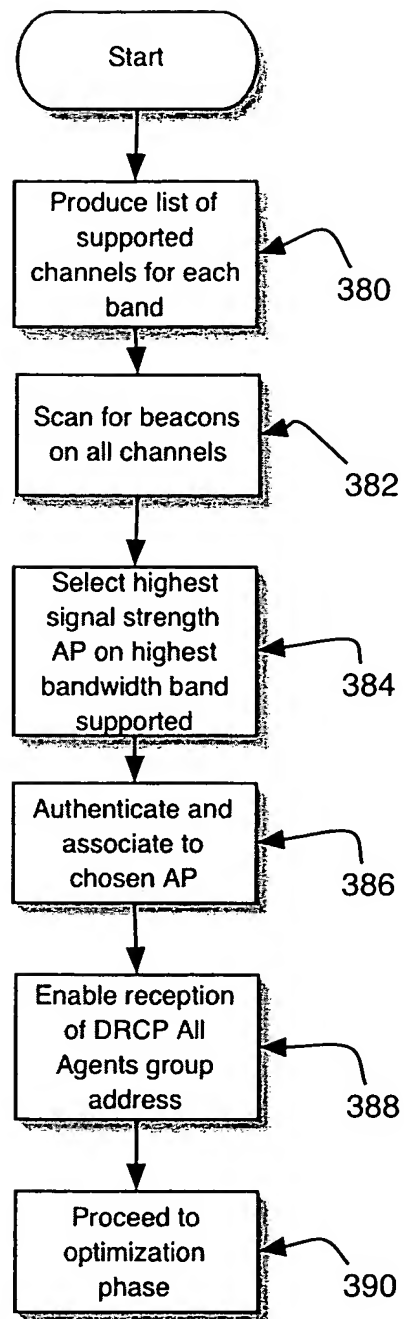 Start
Produce list of
supported
channels for each
band
380
Scan for beacons
on all channels
382
Select highest
signal strength
AP on highest
bandwidth band
supported
384
Authenticate and
associate to
chosen AP
386
Enable reception
of DRCP All
Agents group
address
388
Proceed to
optimization
phase
390